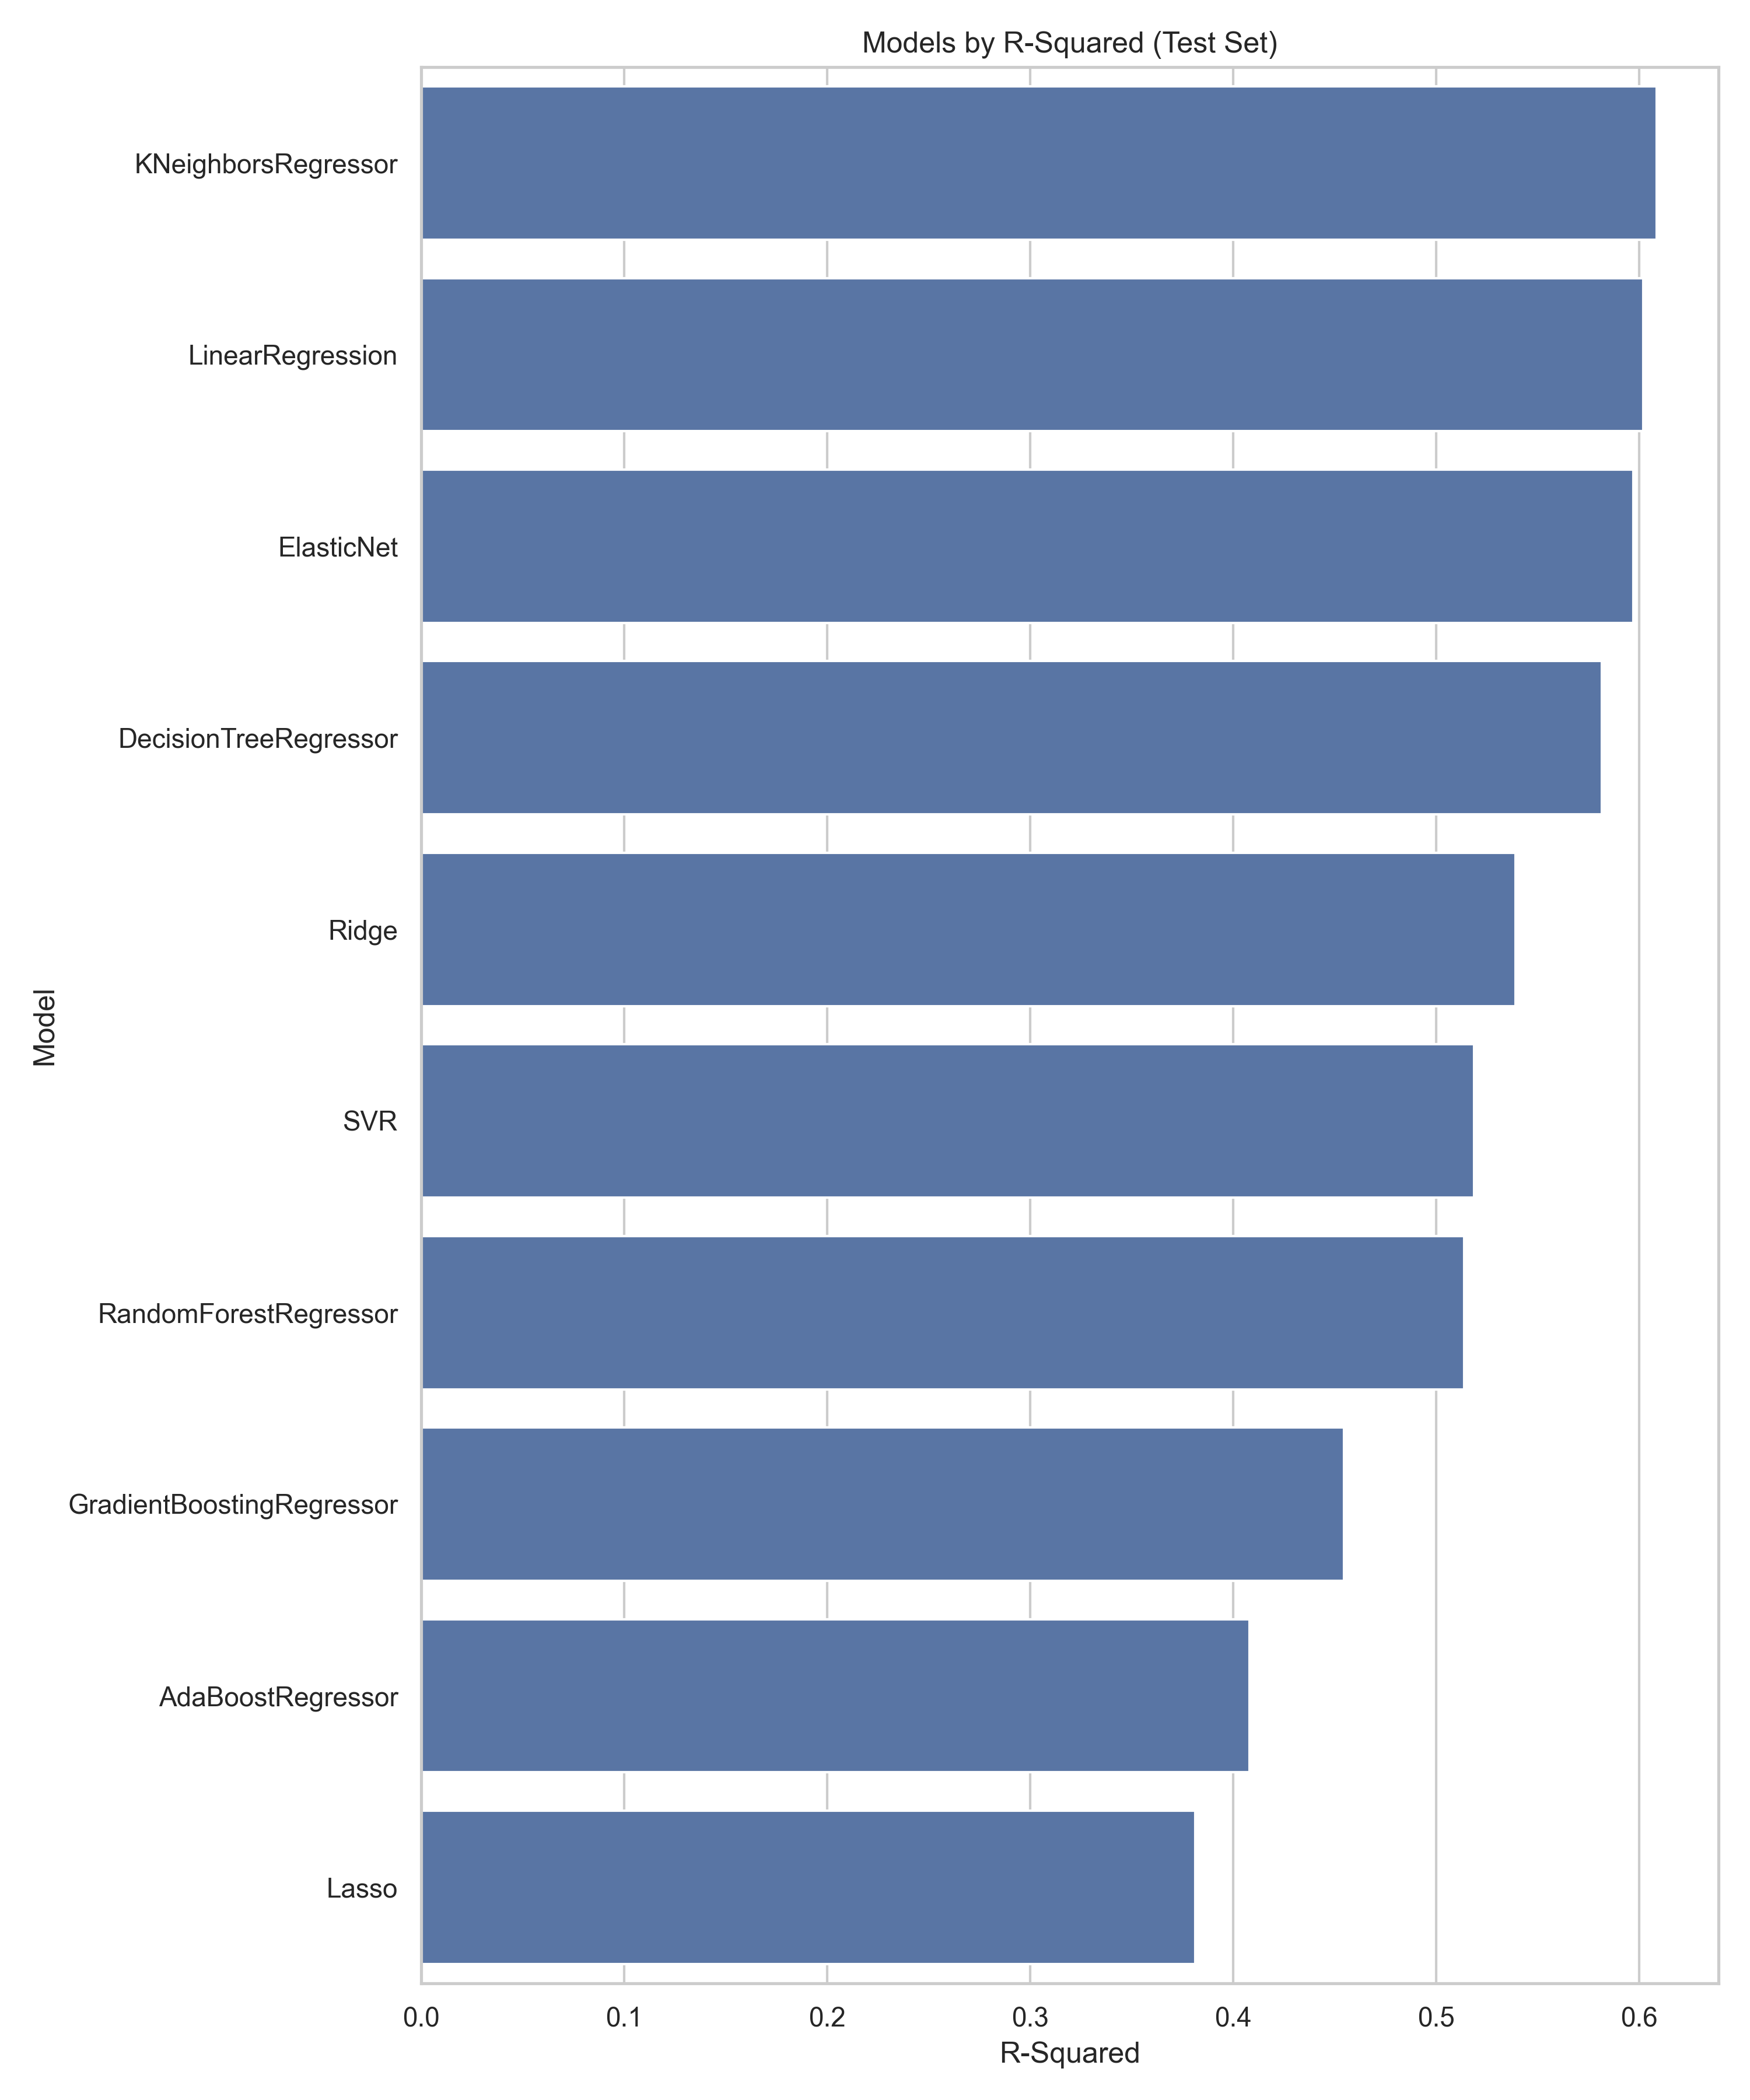 Models by R-Squared (Test Set)
KNeighborsRegressor
LinearRegression
ElasticNet
DecisionTreeRegressor
Ridge
Model
SVR
RandomForestRegressor
GradientBoostingRegressor
AdaBoostRegressor
Lasso
0.0 0.1 0.2 0.3 0.4 0.5 0.6
R-Squared